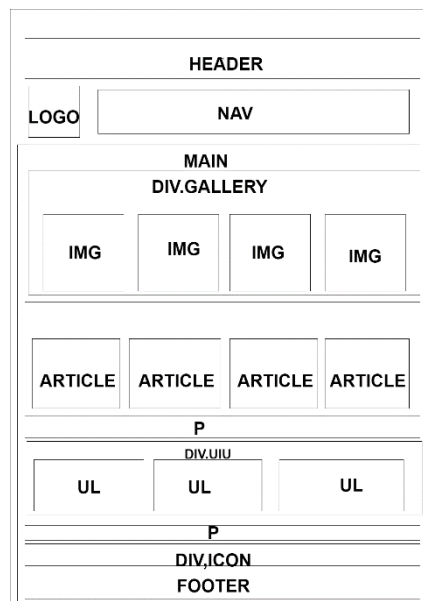 HEADER
LOGO
NAV
MAIN
DIV.GALLERY
IMG IMG IMG IMG
ARTICLE ARTICLE ARTICLE ARTICLE
P
DIV.UIU
UL UL UL
P
DIV,ICON
FOOTER